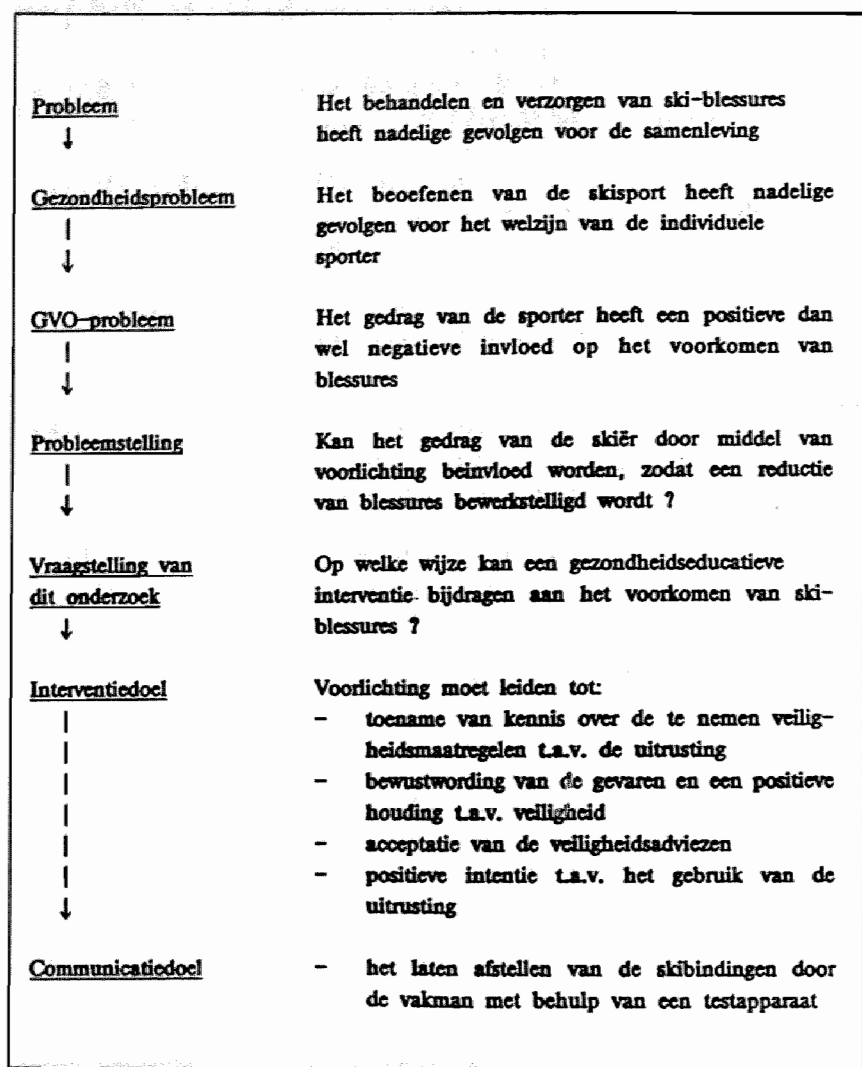 Probleem Het behandelen en verzorgen van ski-blessures
↓ heeft nadelige gevolgen voor de samenleving
Gezondheidsprobleem Het beoefenen van de skisport heeft nadelige
| gevolgen voor het welzijn van de individuele
↓ sporter
GVO-probleem Het gedrag van de sporter heeft een positieve dan
| wel negatieve invloed op het voorkomen van
↓ blessures
Probleemstelling Kan het gedrag van de skiër door middel van
| voorlichting beinvloed worden, zodat een reductie
↓ van blessures bewerkstelligd wordt ?
Vraagstelling van Op welke wijze kan een gezondheidseducatieve
dit onderzoek interventie bijdragen aan het voorkomen van ski-
↓ blessures ?
Interventiedoel Voorlichting moet leiden tot:
| - toename van kennis over de te nemen veilig-
| heidsmaatregelen t.a.v. de uitrusting
| - bewustwording van de gevaren en een positieve
| houding t.a.v. veiligheid
| - acceptatie van de veiligheidsadviezen
| - positieve intentie t.a.v. het gebruik van de
↓ uitrusting
Communicatiedoel - het laten afstellen van de skibindingen door
de vakman met behulp van een testapparaat